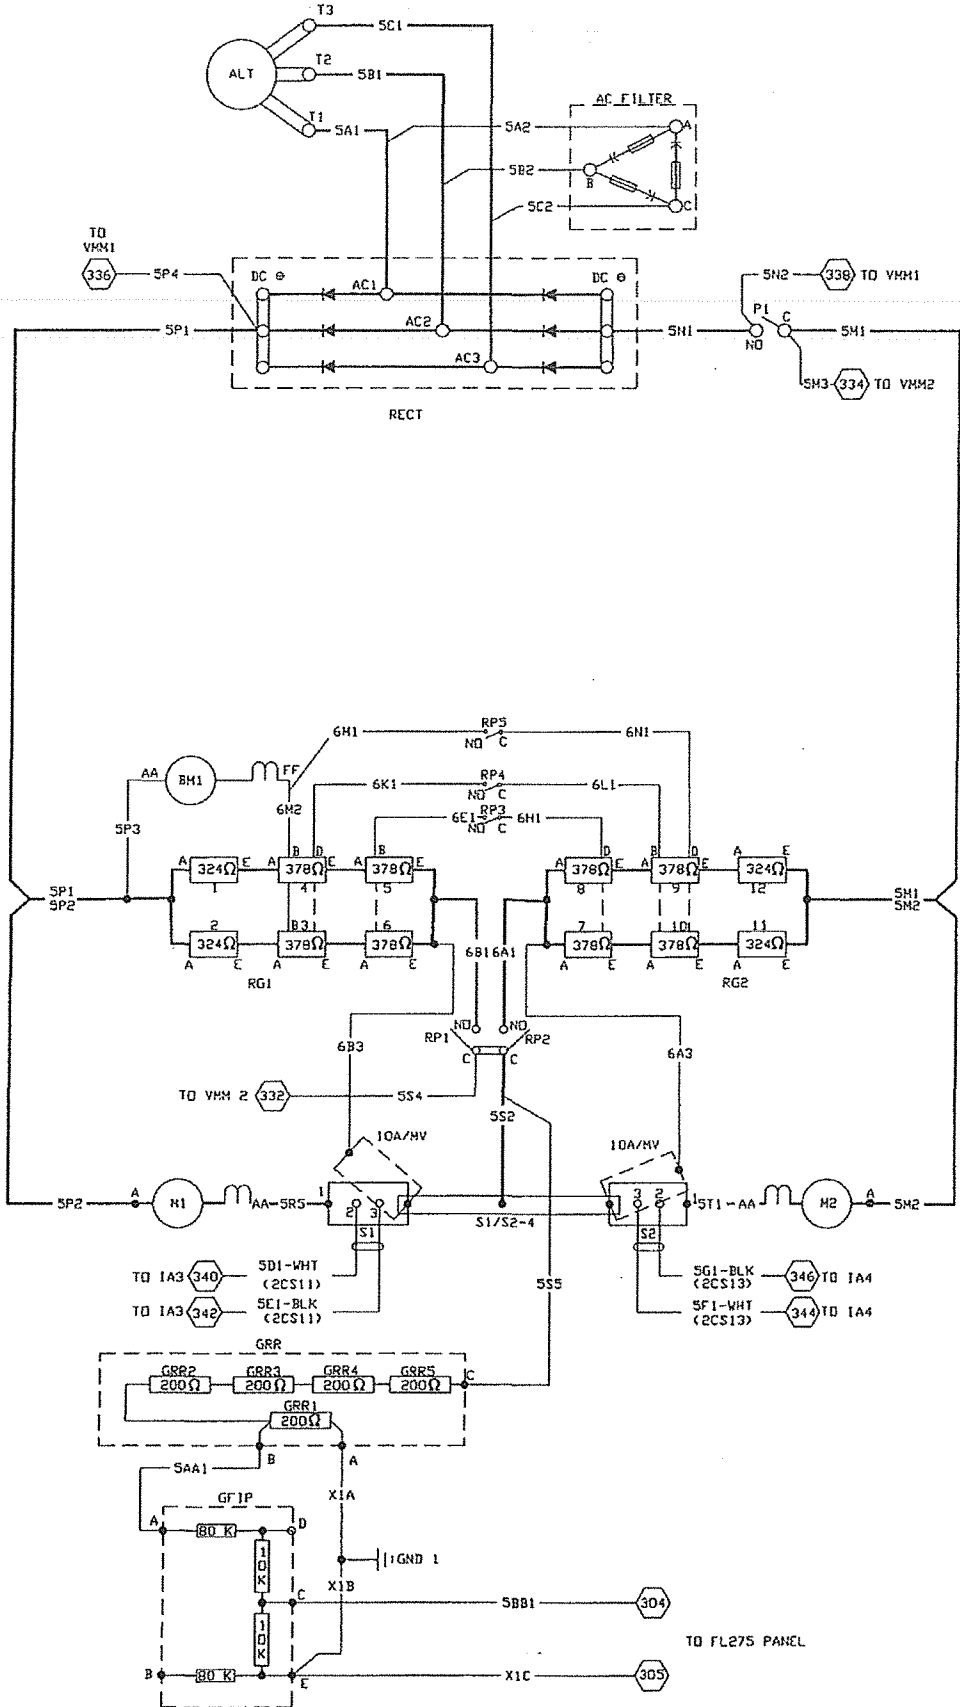 T3
5C1
T2
ALT
5B1
T1
5A1
AC FILTER
5A2
A
5B2
B
5C2
C
TO
VMM1
336
5P4
DC ⊖
AC1
DC ⊖
5N2
338 TO VMM1
5P1
AC2
5N1
P1
C
5M1
NO
AC3
5M3
334 TO VMM2
RECT
6H1
RP5
NO C
6N1
AA
BM1
FF
6K1
RP4
NO C
6L1
6M2
5P3
6E1
RP3
NO C
6H1
A 324Ω E
1
A B D
378Ω
4
A B E
378Ω
5
D
A 378Ω E
8
A B D E
378Ω
9
A E
324Ω
12
5P1
5P2
5M1
5M2
2
324Ω
A E
B3
378Ω
6
378Ω
A E
6B1
6A1
7
378Ω
A E
10
378Ω
11
324Ω
A E
RG1
RG2
RP1
NO
NO
RP2
C
C
6B3
6A3
TO VMM 2 332
5S4
5S2
10A/MV
10A/MV
5P2
A
M1
AA
5R5
1
2 3
S1
S1/S2-4
3 2
S2
1
5T1
AA
M2
A
5M2
TO IA3 340
5D1-WHT
(2CS11)
5G1-BLK
(2CS13)
346 TO IA4
5S5
TO IA3 342
5E1-BLK
(2CS11)
5F1-WHT
(2CS13)
344 TO IA4
GRR
GRR2
200Ω
GRR3
200Ω
GRR4
200Ω
GRR5
200Ω
C
GRR1
200Ω
B
A
5AA1
X1A
GFIP
A
80 K
D
10K
GND 1
X1B
C
5BB1
304
10K
TO FL275 PANEL
B
80 K
E
X1C
305